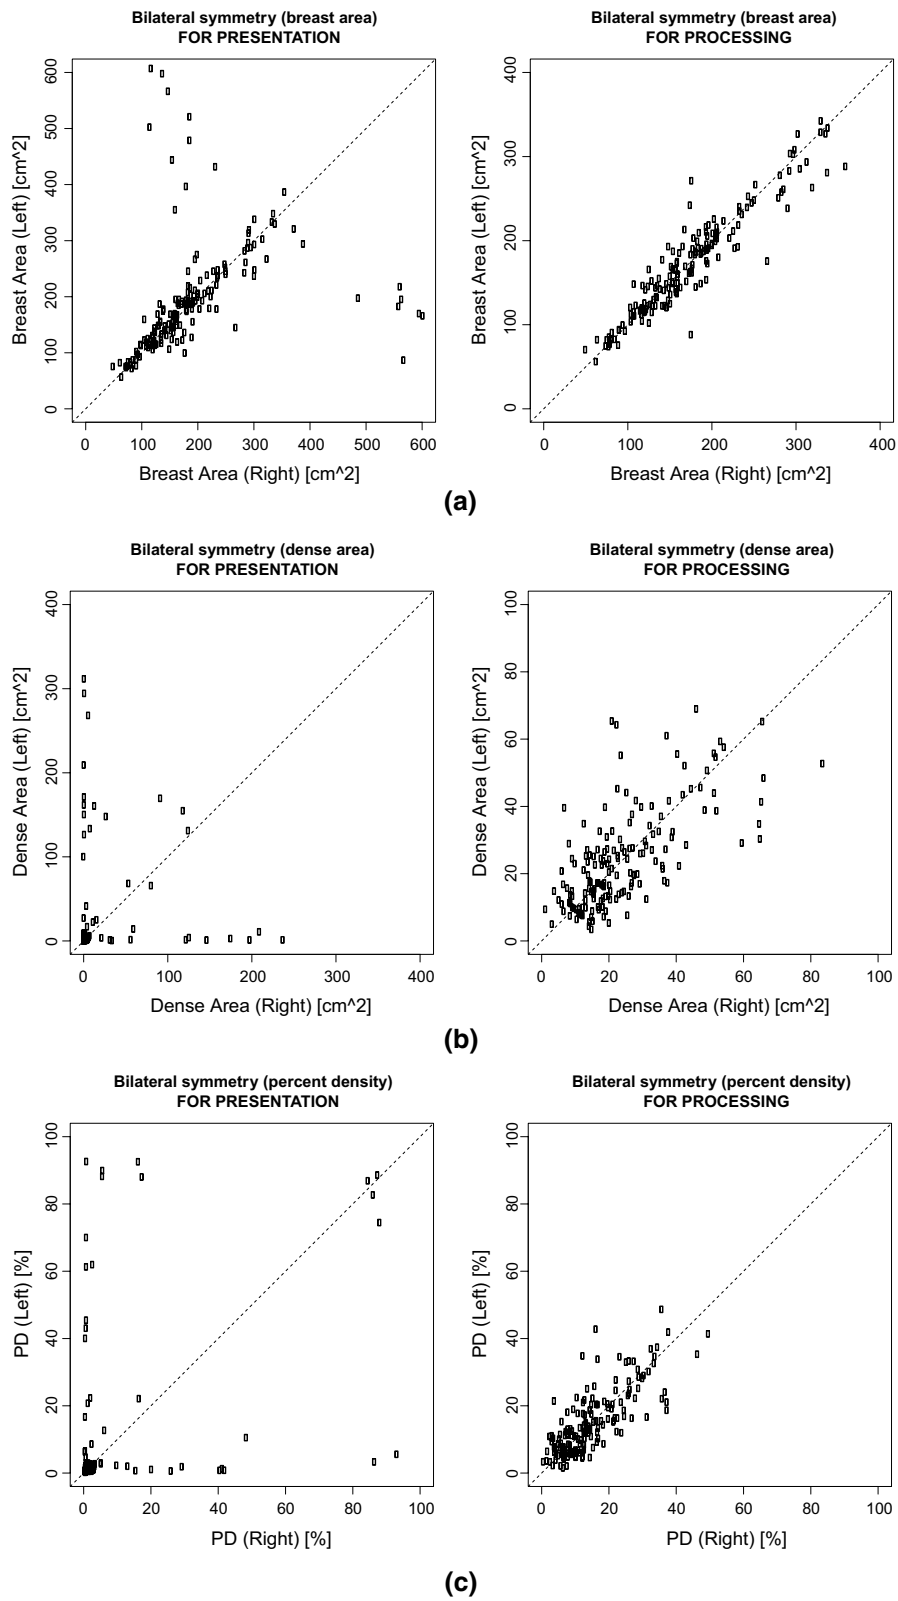 Bilateral symmetry (breast area)
FOR PRESENTATION
Breast Area (Left) [cm^2]
600
500
400
300
200
100
0
0 100 200 300 400 500 600
Breast Area (Right) [cm^2]
Bilateral symmetry (breast area)
FOR PROCESSING
Breast Area (Left) [cm^2]
400
300
200
100
0
0 100 200 300 400
Breast Area (Right) [cm^2]
(a)
Bilateral symmetry (dense area)
FOR PRESENTATION
Dense Area (Left) [cm^2]
400
300
200
100
0
0 100 200 300 400
Dense Area (Right) [cm^2]
Bilateral symmetry (dense area)
FOR PROCESSING
Dense Area (Left) [cm^2]
100
80
60
40
20
0
0 20 40 60 80 100
Dense Area (Right) [cm^2]
(b)
Bilateral symmetry (percent density)
FOR PRESENTATION
PD (Left) [%]
100
80
60
40
20
0
0 20 40 60 80 100
PD (Right) [%]
Bilateral symmetry (percent density)
FOR PROCESSING
PD (Left) [%]
100
80
60
40
20
0
0 20 40 60 80 100
PD (Right) [%]
(c)